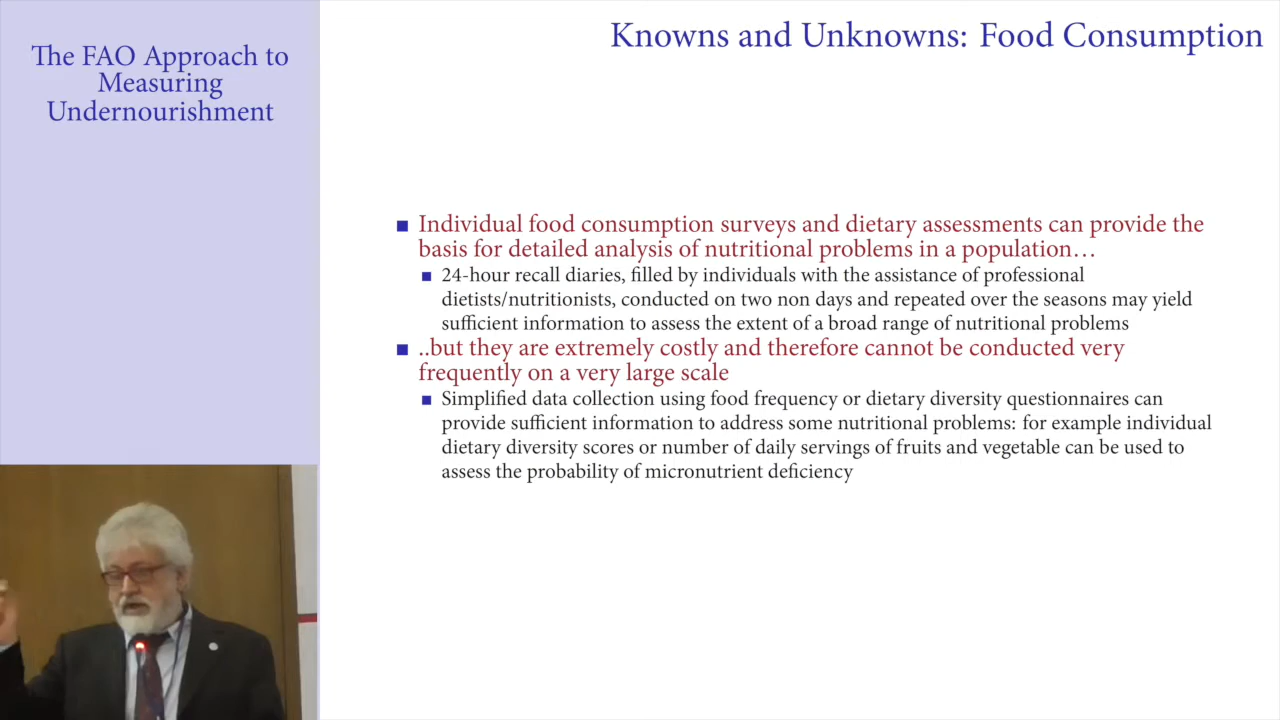 The FAO Approach to
Measuring
Undernourishment
Knowns and Unknowns: Food Consumption
Individual food consumption surveys and dietary assessments can provide the
basis for detailed analysis of nutritional problems in a population…
24-hour recall diaries, filled by individuals with the assistance of professional
dietists/nutritionists, conducted on two non days and repeated over the seasons may yield
sufficient information to assess the extent of a broad range of nutritional problems
..but they are extremely costly and therefore cannot be conducted very
frequently on a very large scale
Simplified data collection using food frequency or dietary diversity questionnaires can
provide sufficient information to address some nutritional problems: for example individual
dietary diversity scores or number of daily servings of fruits and vegetable can be used to
assess the probability of micronutrient deficiency